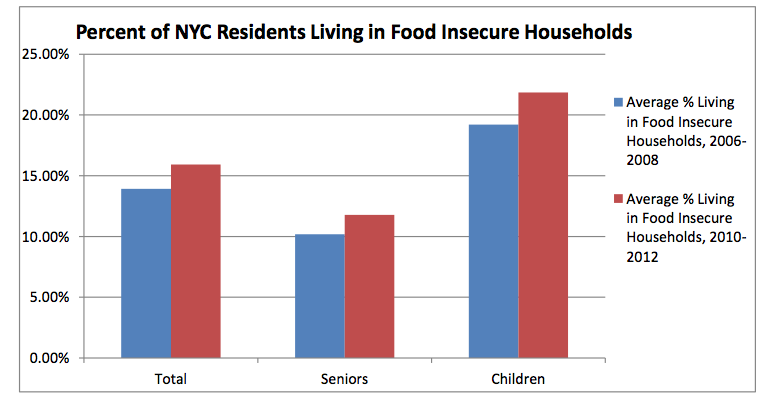 Percent of NYC Residents Living in Food Insecure Households
25.00%
20.00%
15.00%
10.00%
5.00%
0.00%
Total
Seniors
Children
Average % Living
in Food Insecure
Households, 2006-
2008
Average % Living
in Food Insecure
Households, 2010-
2012